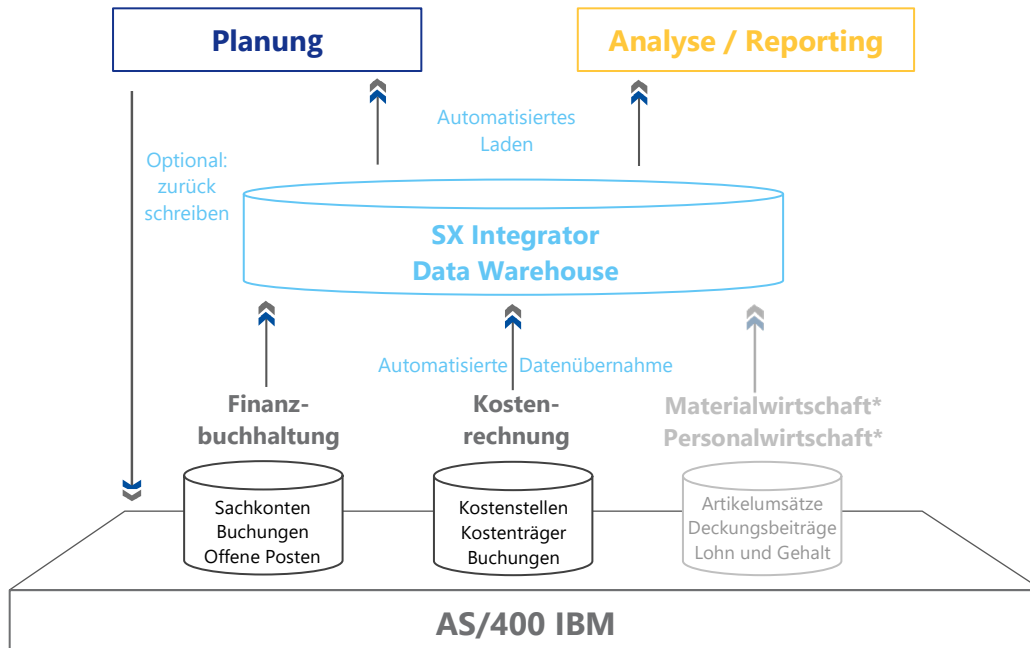 Planung
Analyse / Reporting
Automatisiertes
Laden
Optional:
zurück
schreiben
SX Integrator
Data Warehouse
Automatisierte Datenübernahme
Finanz-
buchhaltung
Kosten-
rechnung
Materialwirtschaft*
Personalwirtschaft*
Sachkonten
Buchungen
Offene Posten
Kostenstellen
Kostenträger
Buchungen
Artikelumsätze
Deckungsbeiträge
Lohn und Gehalt
AS/400 IBM